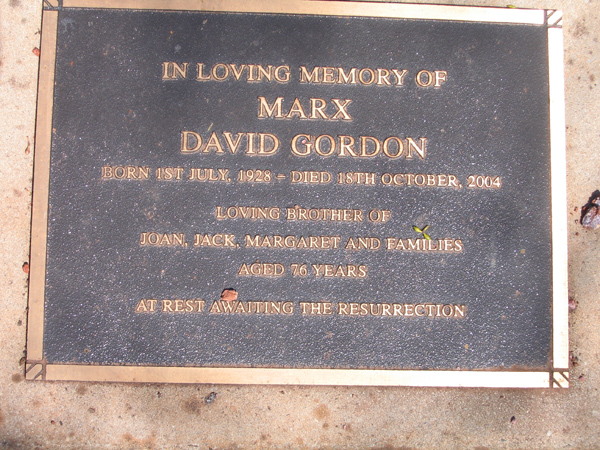 IN LOVING MEMORY OF
MARX
DAVID GORDON
BORN 1ST JULY, 1928 - DIED 18TH OCTOBER, 2004
LOVING BROTHER OF
JOAN, JACK, MARGARET AND FAMILIES
AGED 76 YEARS
AT REST AWAITING THE RESURRECTION